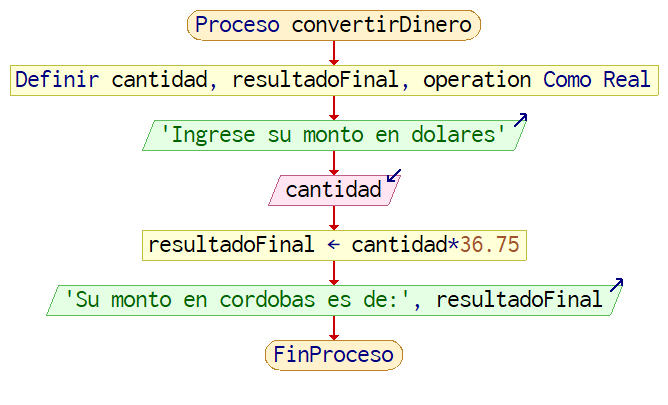 Proceso convertirDinero
Definir cantidad, resultadoFinal, operation Como Real
'Ingrese su monto en dolares'
cantidad
resultadoFinal ← cantidad*36.75
'Su monto en cordobas es de:', resultadoFinal
FinProceso